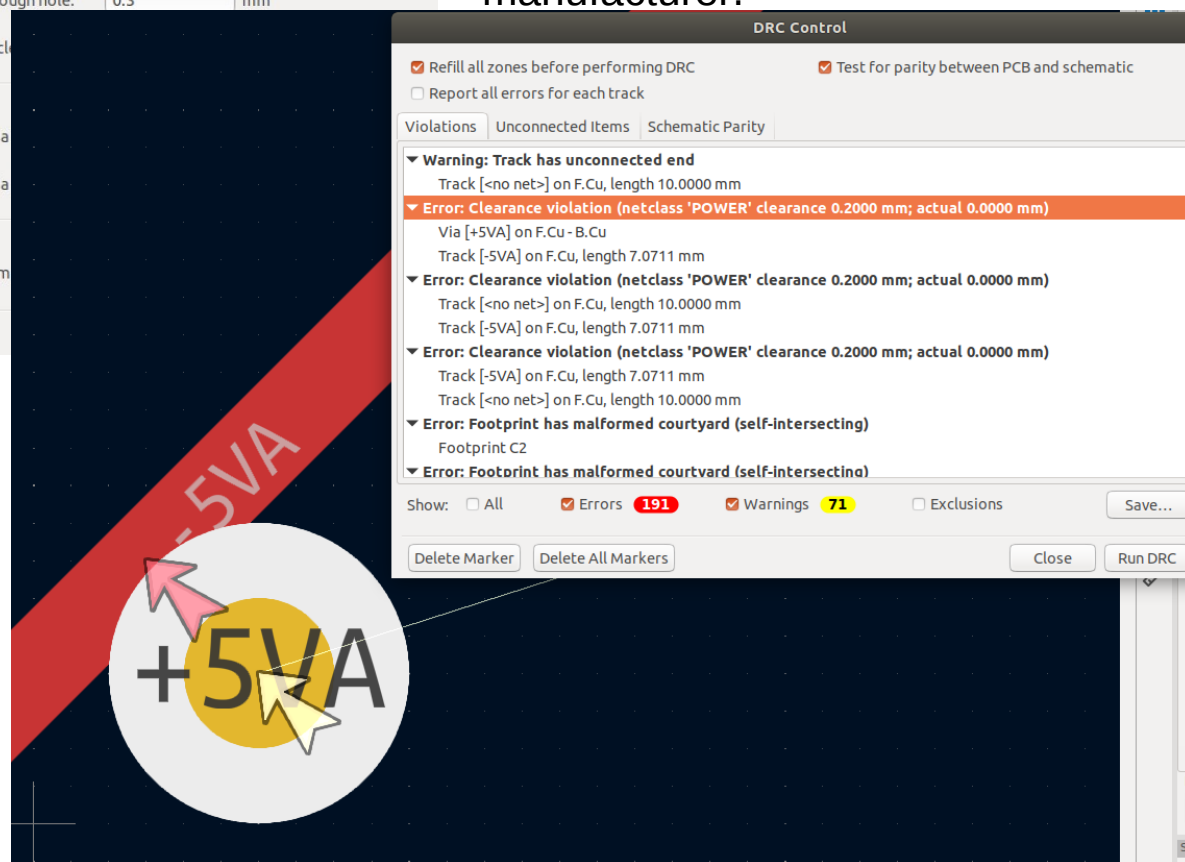 ough hole: 0.3 mm
manufacturer.
DRC Control
Refill all zones before performing DRC
Test for parity between PCB and schematic
Report all errors for each track
Violations Unconnected Items Schematic Parity
Warning: Track has unconnected end
Track [<no net>] on F.Cu, length 10.0000 mm
Error: Clearance violation (netclass 'POWER' clearance 0.2000 mm; actual 0.0000 mm)
Via [+5VA] on F.Cu - B.Cu
Track [-5VA] on F.Cu, length 7.0711 mm
Error: Clearance violation (netclass 'POWER' clearance 0.2000 mm; actual 0.0000 mm)
Track [<no net>] on F.Cu, length 10.0000 mm
Track [-5VA] on F.Cu, length 7.0711 mm
Error: Clearance violation (netclass 'POWER' clearance 0.2000 mm; actual 0.0000 mm)
Track [-5VA] on F.Cu, length 7.0711 mm
Track [<no net>] on F.Cu, length 10.0000 mm
Error: Footprint has malformed courtyard (self-intersecting)
Footprint C2
Error: Footprint has malformed courtyard (self-intersecting)
Show: All Errors 191 Warnings 71 Exclusions Save...
Delete Marker Delete All Markers Close Run DRC
-5VA
+5VA